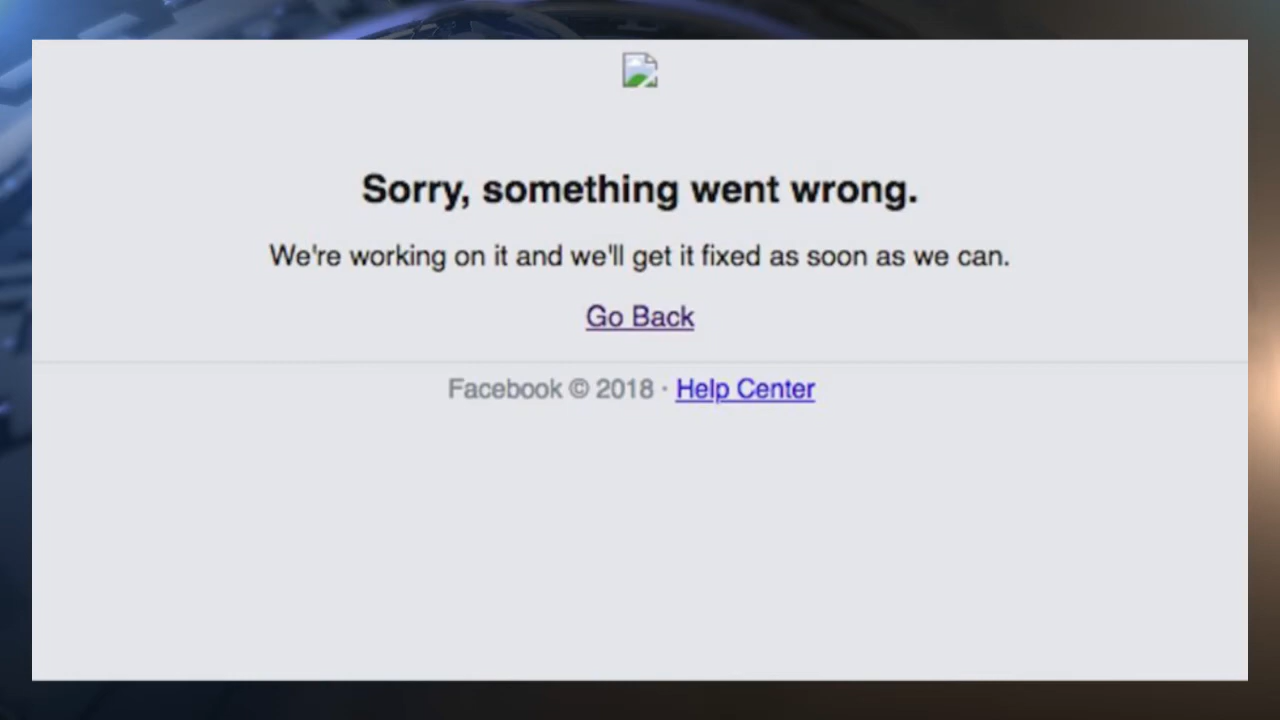 Sorry, something went wrong.
We're working on it and we'll get it fixed as soon as we can.
Go Back
Facebook © 2018 · Help Center